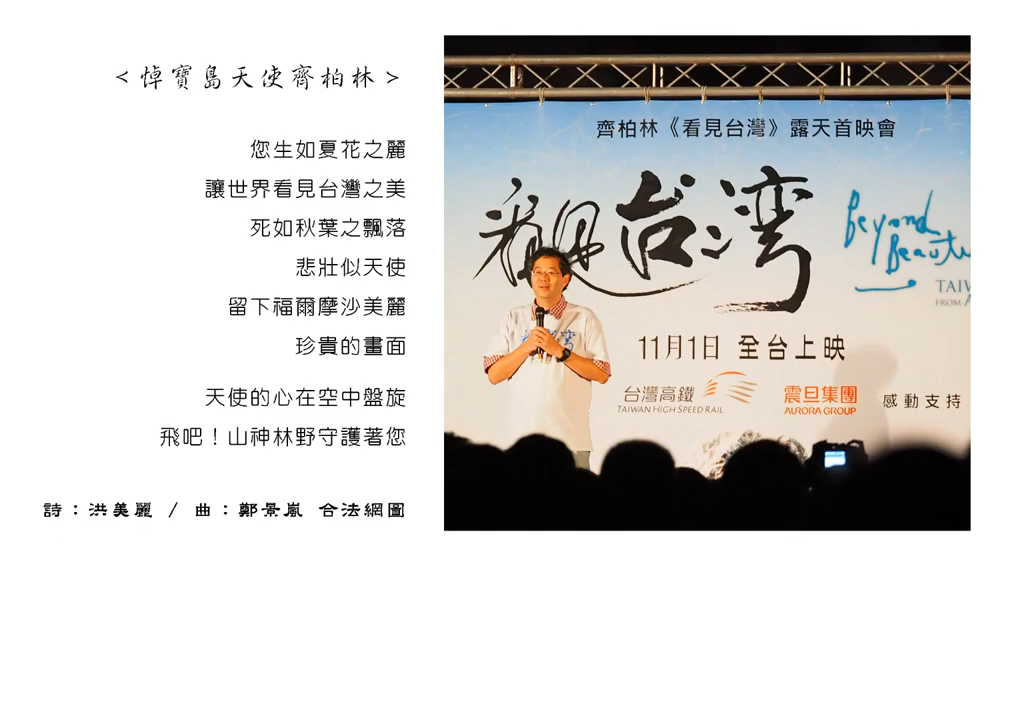 ＜悼寶島天使齊柏林＞
您生如夏花之麗
讓世界看見台灣之美
死如秋葉之飄落
悲壯似天使
留下福爾摩沙美麗
珍貴的畫面
天使的心在空中盤旋
飛吧！山神林野守護著您
詩：洪美麗 / 曲：鄭景嵐 合法網圖
齊柏林《看見台灣》露天首映會
看見台灣
Beyond
Beauty
TAIW
FROM A
11月1日 全台上映
台灣高鐵
TAIWAN HIGH SPEED RAIL
震旦集團
AURORA GROUP
感動支持